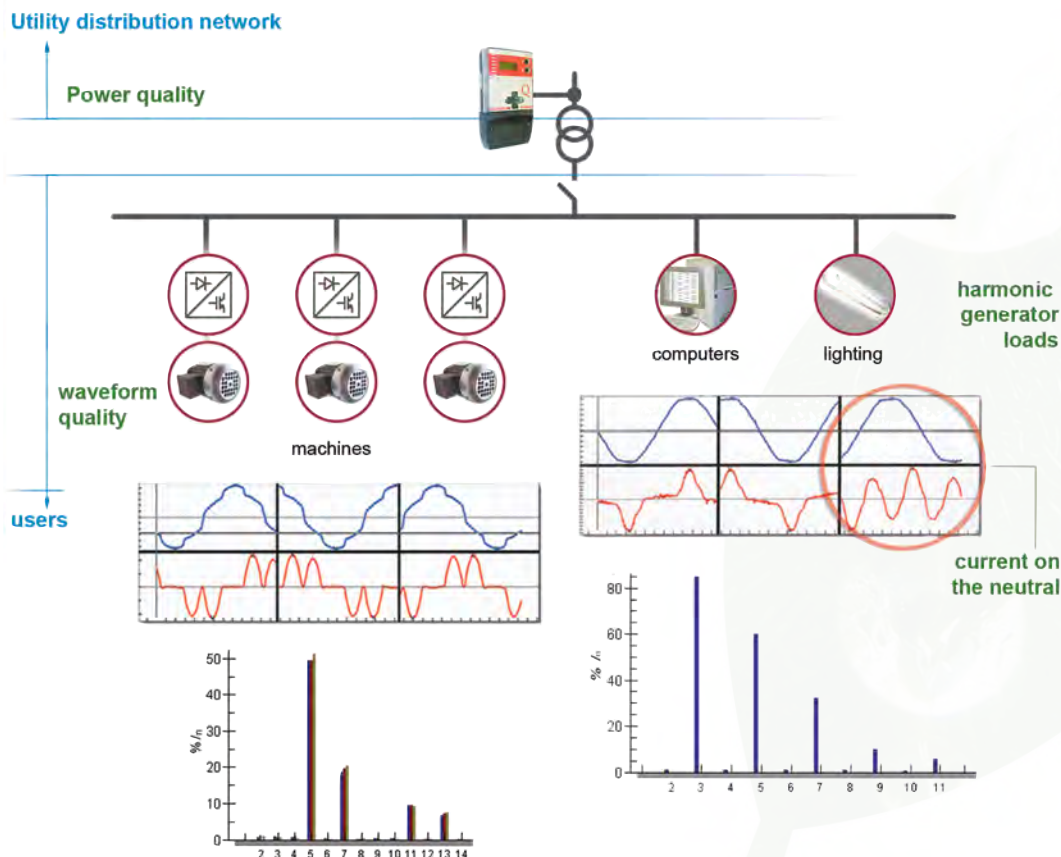 Utility distribution network
Power quality
Q
harmonic
generator
loads
computers
lighting
waveform
quality
machines
users
current on
the neutral
80
60
40
20
0
% /n
2 3 4 5 6 7 8 9 10 11
50
40
30
20
10
0
%/n
2 3 4 5 6 7 8 9 10 11 12 13 14